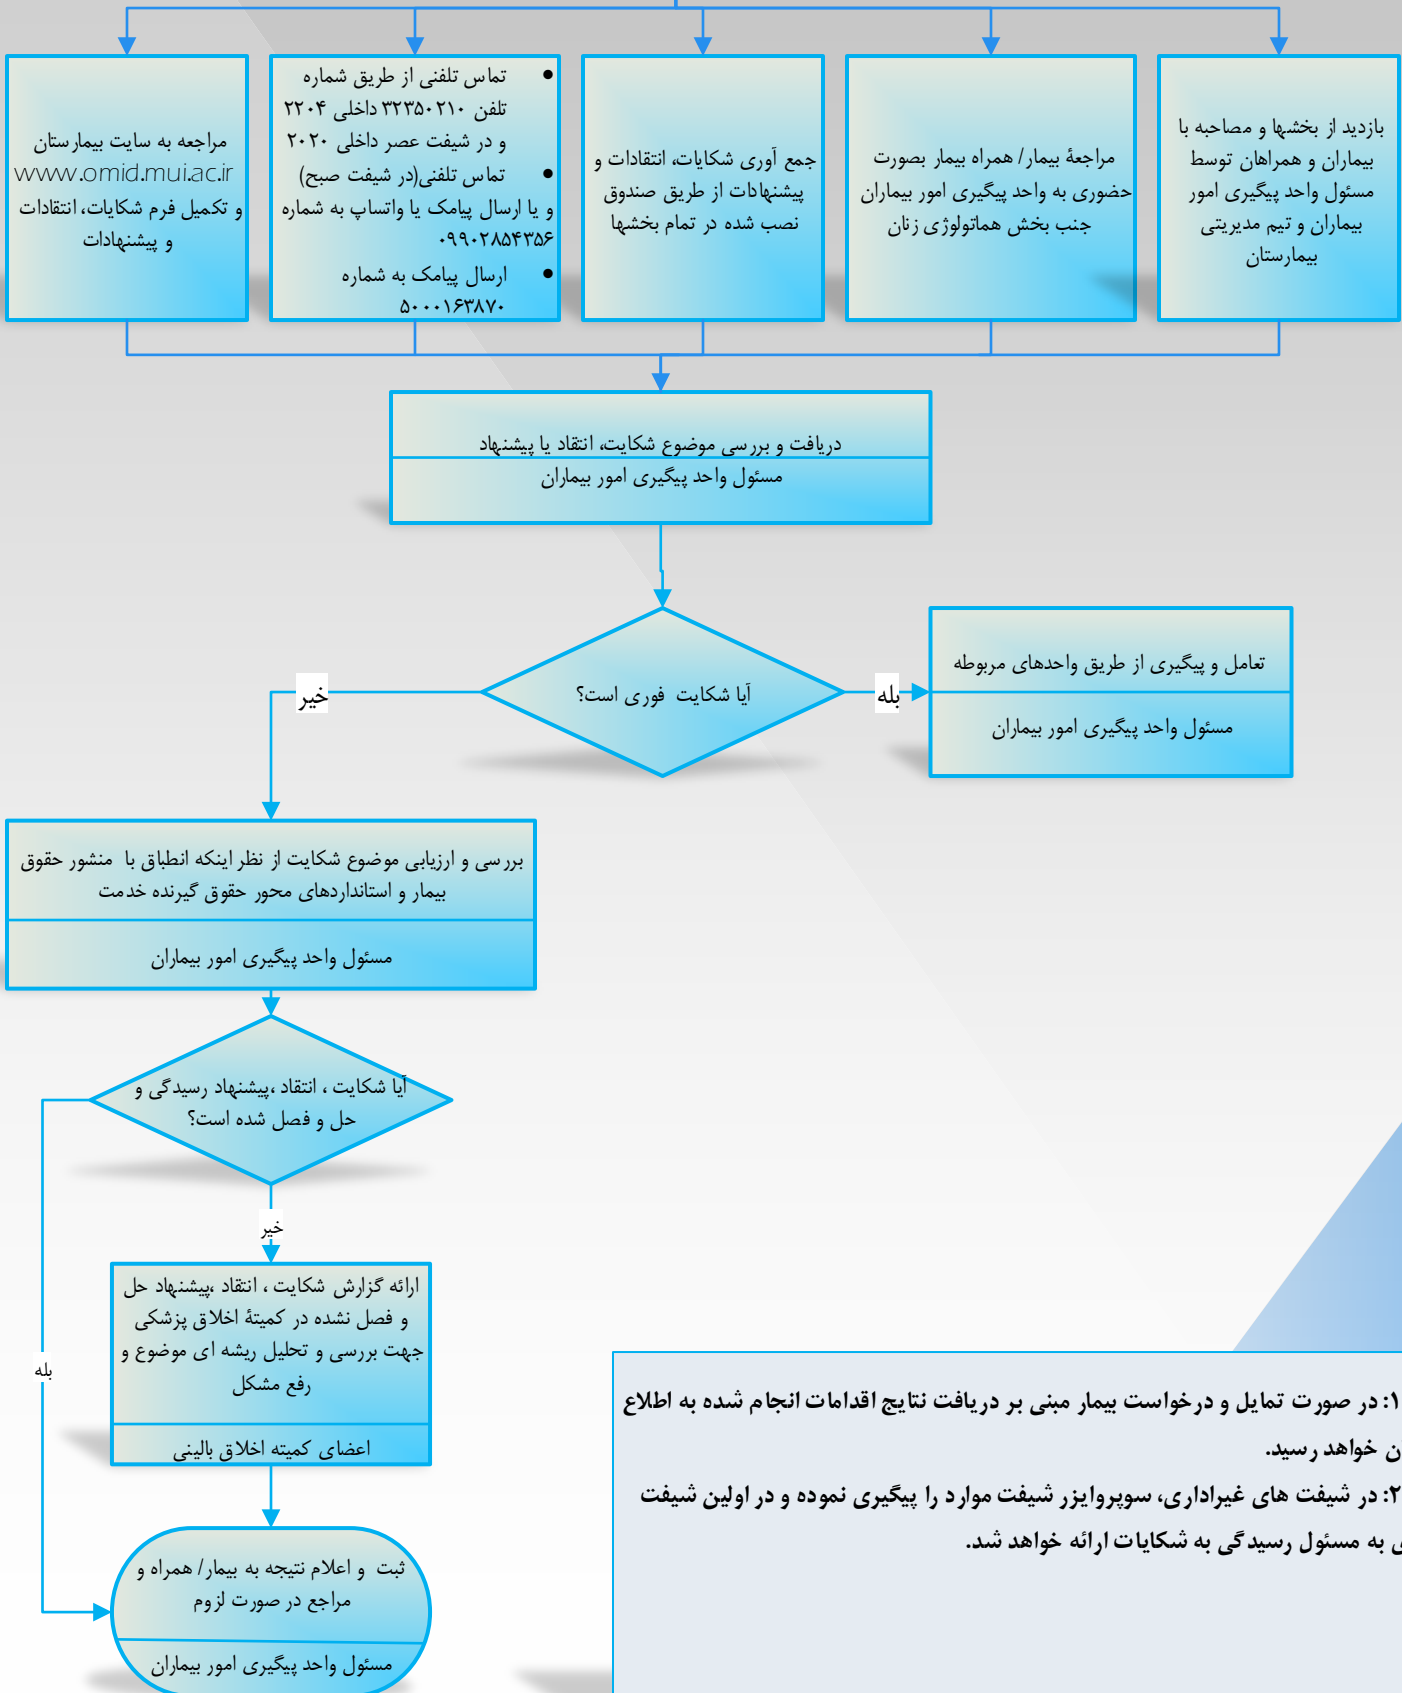 بازدید از بخشها و مصاحبه با
بیماران و همراهان توسط
مسئول واحد پیگیری امور
بیماران و تیم مدیریتی
بیمارستان
مراجعۀ بیمار/ همراه بیمار بصورت
حضوری به واحد پیگیری امور بیماران
جنب بخش هماتولوژی زنان
جمع آوری شکایات، انتقادات و
پیشنهادات از طریق صندوق
نصب شده در تمام بخشها
• تماس تلفنی از طریق شماره
تلفن ۳۲۳۵۰۲۱۰ داخلی ۲۲۰۴
و در شیفت عصر داخلی ۲۰۲۰
• تماس تلفنی(در شیفت صبح)
و یا ارسال پیامک یا واتساپ به شماره
۰۹۹۰۲۸۵۴۳۵۶
• ارسال پیامک به شماره
۵۰۰۰۱۶۳۸۷۰
مراجعه به سایت بیمارستان
www.omid.mui.ac.ir
و تکمیل فرم شکایات، انتقادات
و پیشنهادات
دریافت و بررسی موضوع شکایت، انتقاد یا پیشنهاد
مسئول واحد پیگیری امور بیماران
آیا شکایت فوری است؟
بله
تعامل و پیگیری از طریق واحدهای مربوطه
مسئول واحد پیگیری امور بیماران
خیر
بررسی و ارزیابی موضوع شکایت از نظر اینکه انطباق با منشور حقوق
بیمار و استانداردهای محور حقوق گیرنده خدمت
مسئول واحد پیگیری امور بیماران
آیا شکایت ، انتقاد ،پیشنهاد رسیدگی و
حل و فصل شده است؟
خیر
بله
ارائه گزارش شکایت ، انتقاد ،پیشنهاد حل
و فصل نشده در کمیتۀ اخلاق پزشکی
جهت بررسی و تحلیل ریشه ای موضوع و
رفع مشکل
اعضای کمیته اخلاق بالینی
ثبت و اعلام نتیجه به بیمار/ همراه و
مراجع در صورت لزوم
مسئول واحد پیگیری امور بیماران
۱: در صورت تمایل و درخواست بیمار مبنی بر دریافت نتایج اقدامات انجام شده به اطلاع
خواهد رسید.
۲: در شیفت های غیراداری، سوپروایزر شیفت موارد را پیگیری نموده و در اولین شیفت
به مسئول رسیدگی به شکایات ارائه خواهد شد.